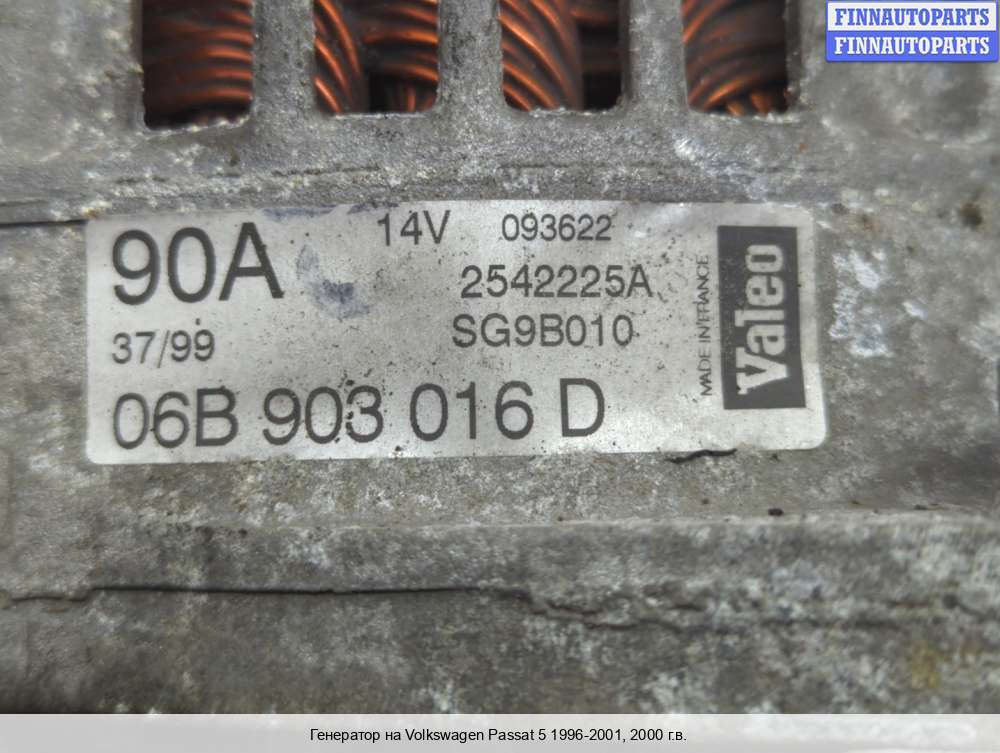 FINNAUTOPARTS
FINNAUTOPARTS
90A 14V 093622
2542225A
37/99 SG9B010
06B 903 016 D
MADE IN FRANCE
Valeo
Генератор на Volkswagen Passat 5 1996-2001, 2000 г.в.